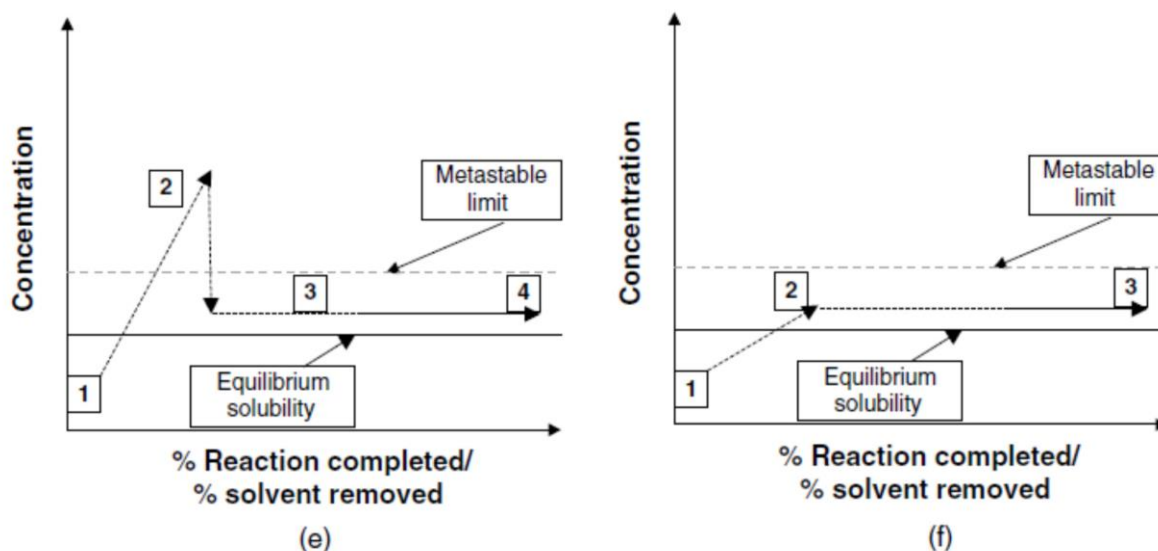 Concentration
2
Metastable
limit
3
4
1
Equilibrium
solubility
% Reaction completed/
% solvent removed
(e)
Concentration
Metastable
limit
2
3
1
Equilibrium
solubility
% Reaction completed/
% solvent removed
(f)